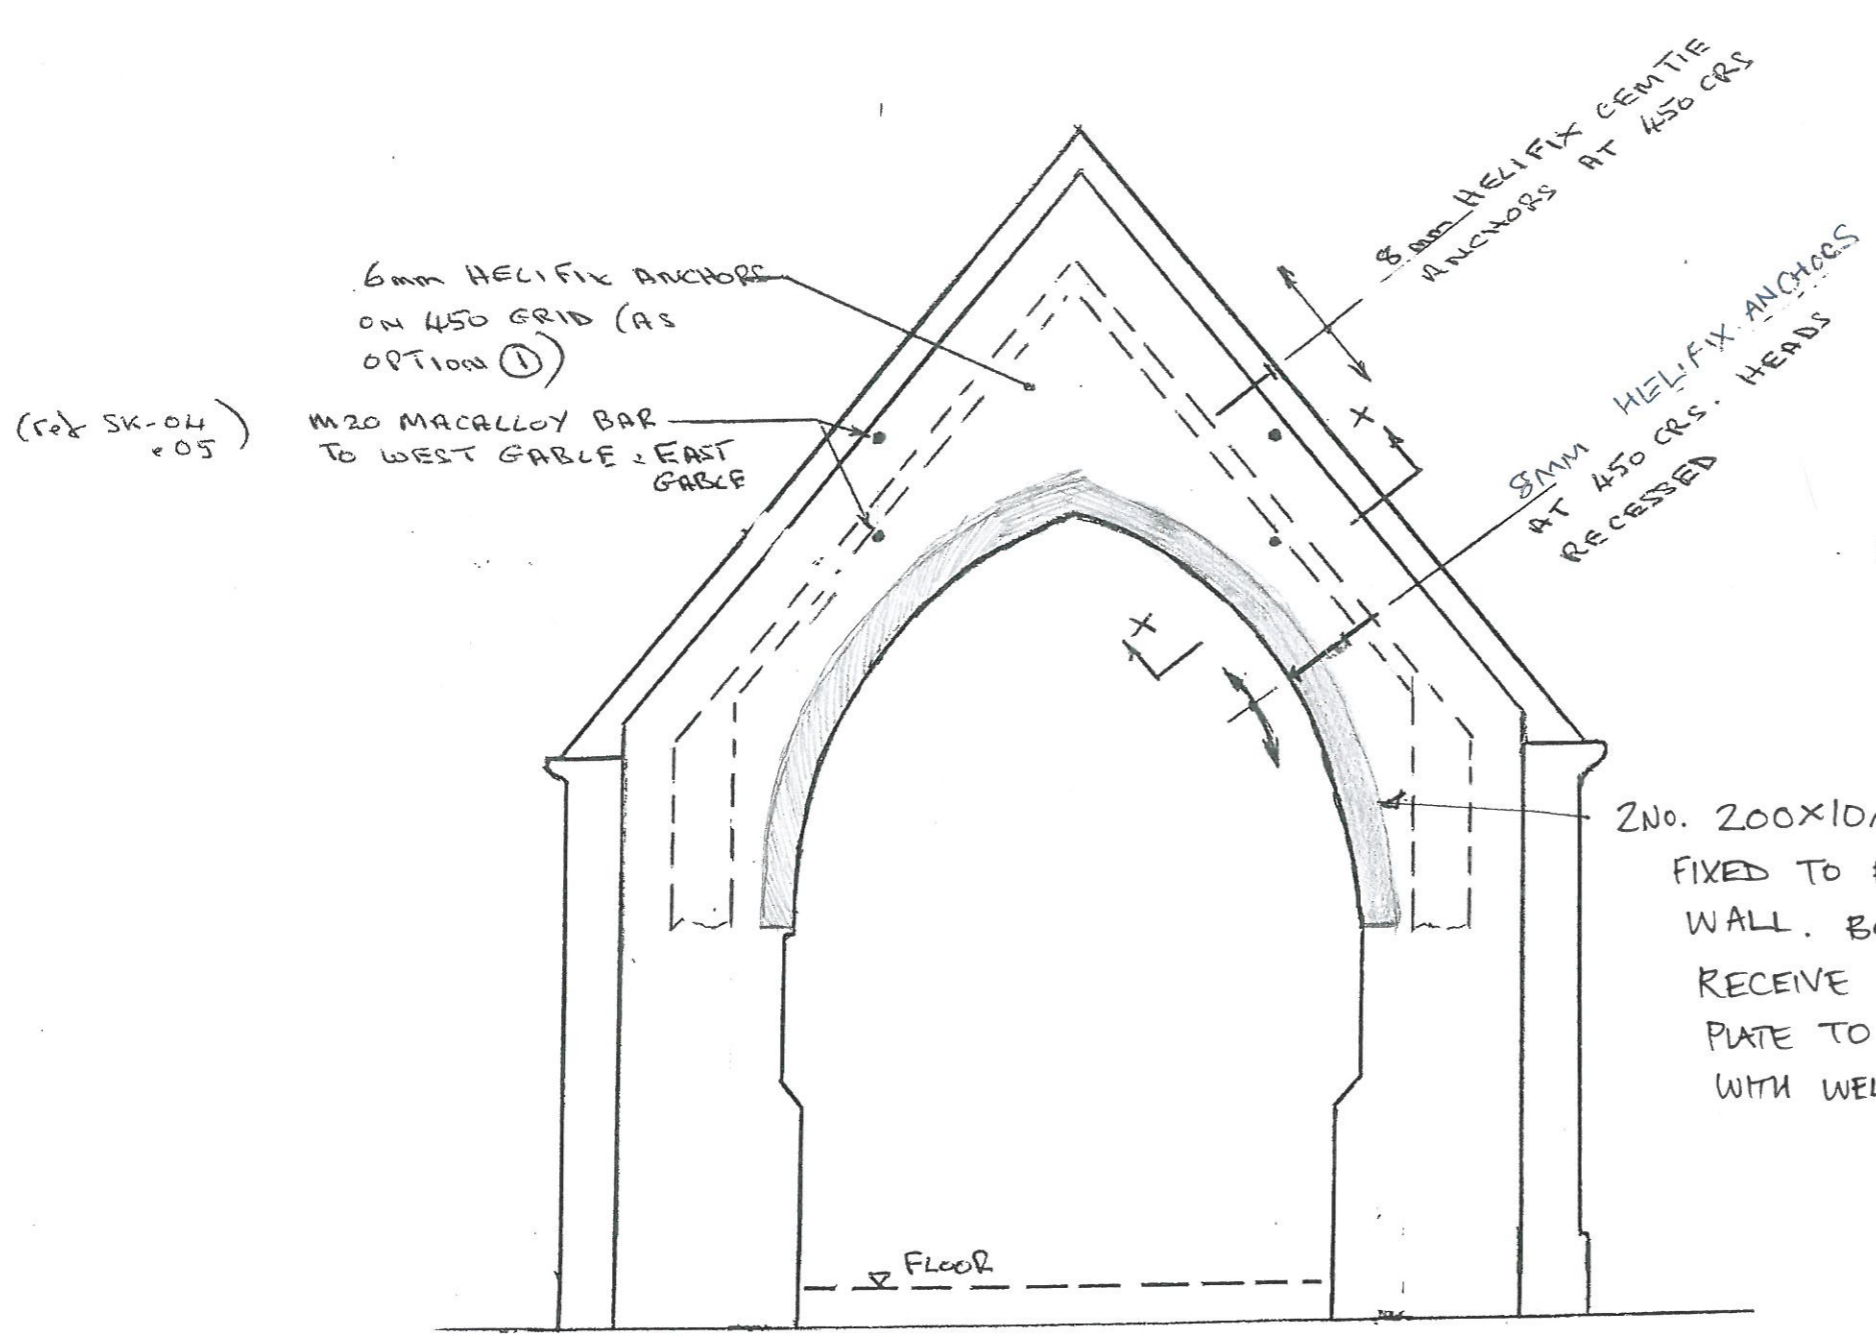 8mm HELIFIX CEMTIE
ANCHORS AT 450 CRS
6mm HELIFIX ANCHORS
ON 450 GRID (AS
OPTION ①)
(ref SK-04
M20 MACALLOY BAR
TO WEST GABLE & EAST
GABLE
8MM HELIFIX ANCHORS
AT 450 CRS. HEADS
RECESSED
X
X
2NO. 200X10
FIXED TO
WALL.
RECEIVE
PLATE TO
WITH
FLOOR